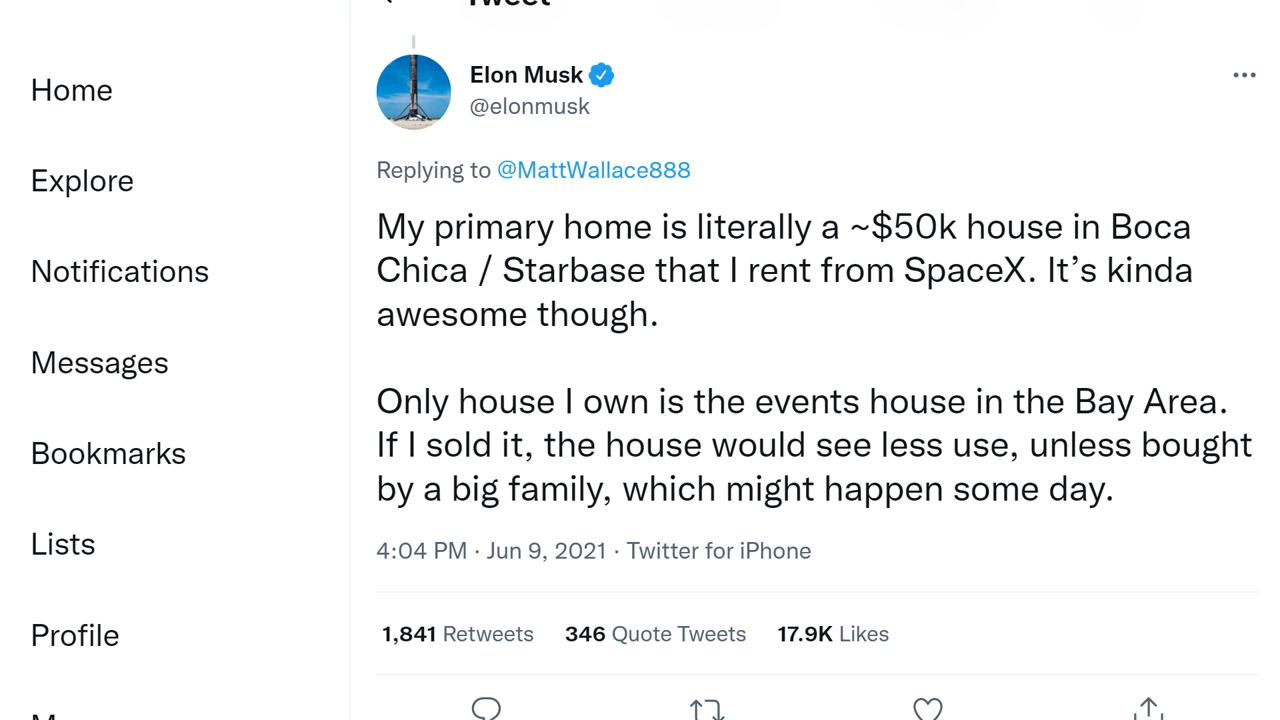 Tweet
Home
Explore
Notifications
Messages
Bookmarks
Lists
Profile
Elon Musk
@elonmusk
Replying to @MattWallace888
My primary home is literally a ~$50k house in Boca
Chica / Starbase that I rent from SpaceX. It’s kinda
awesome though.
Only house I own is the events house in the Bay Area.
If I sold it, the house would see less use, unless bought
by a big family, which might happen some day.
4:04 PM · Jun 9, 2021 · Twitter for iPhone
1,841 Retweets 346 Quote Tweets 17.9K Likes